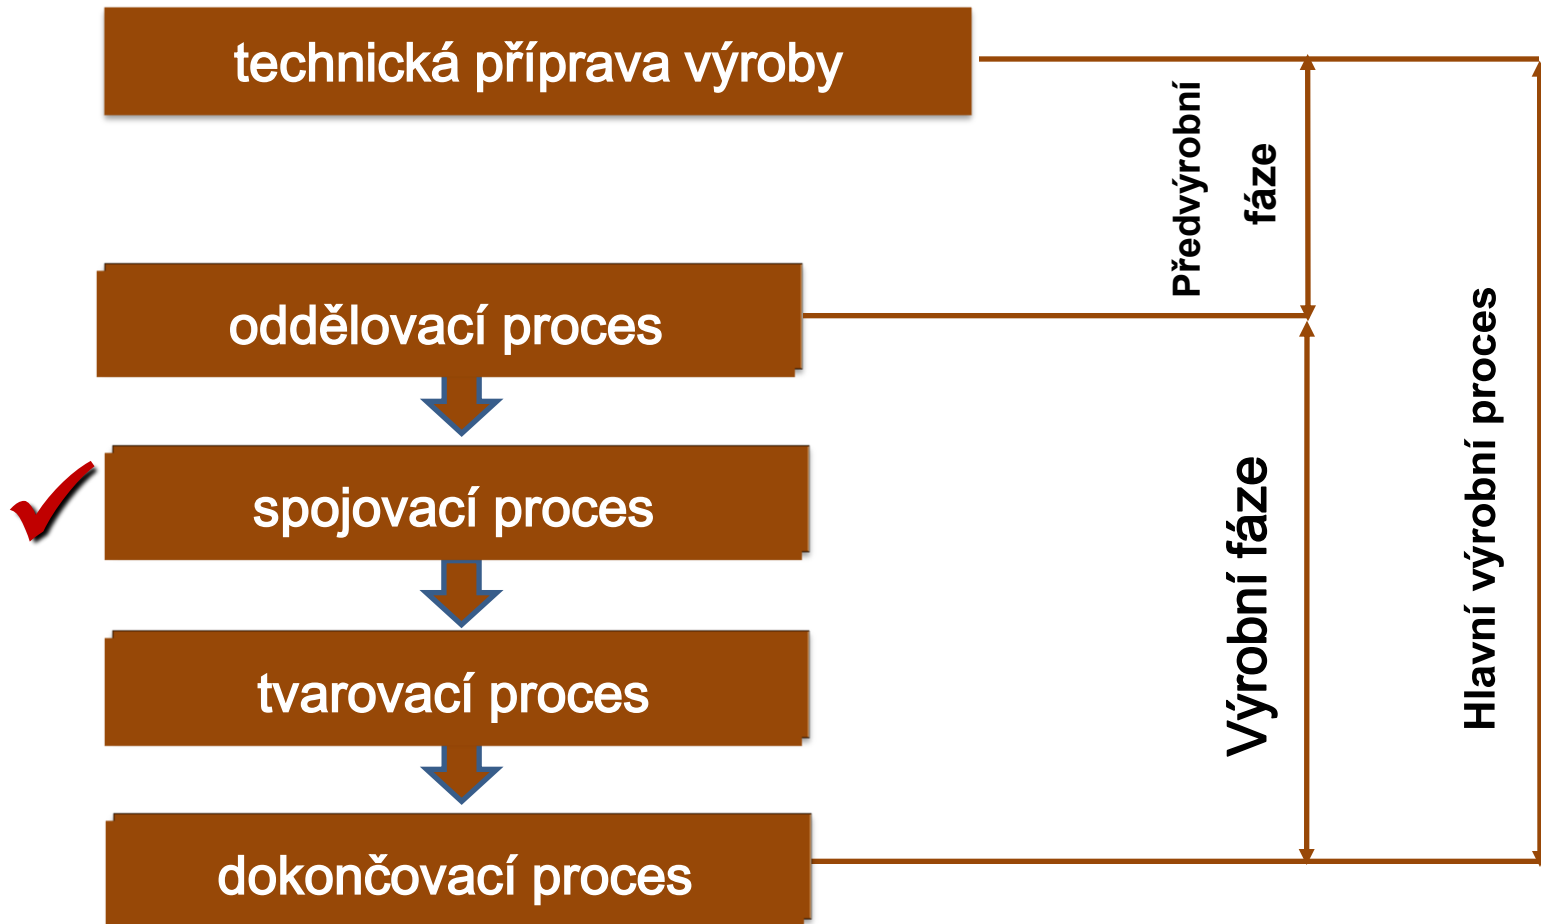 technická příprava výroby
Předvýrobní
fáze
oddělovací proces
spojovací proces
tvarovací proces
dokončovací proces
Výrobní fáze
Hlavní výrobní proces